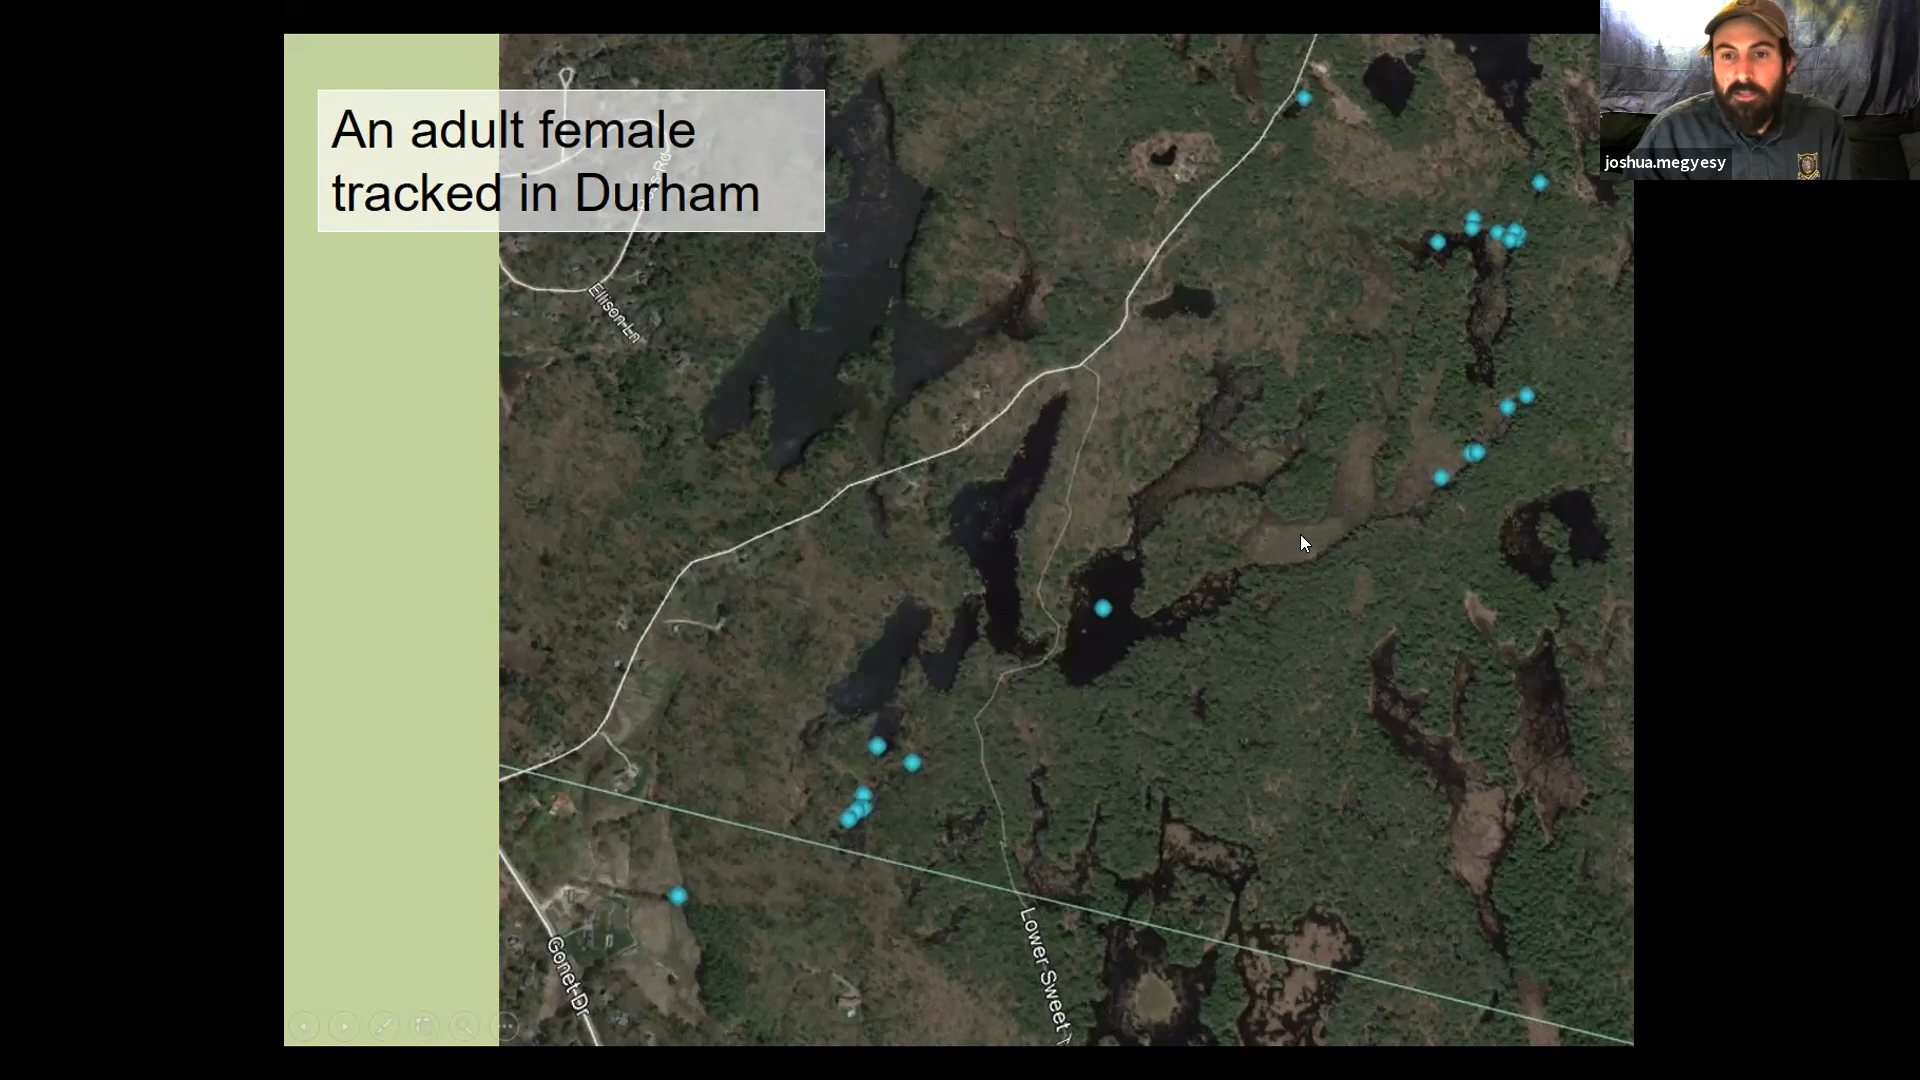 An adult female
tracked in Durham
joshua.megyesy
Ellison-Ln
Gonet-Dr
Lower Sweet